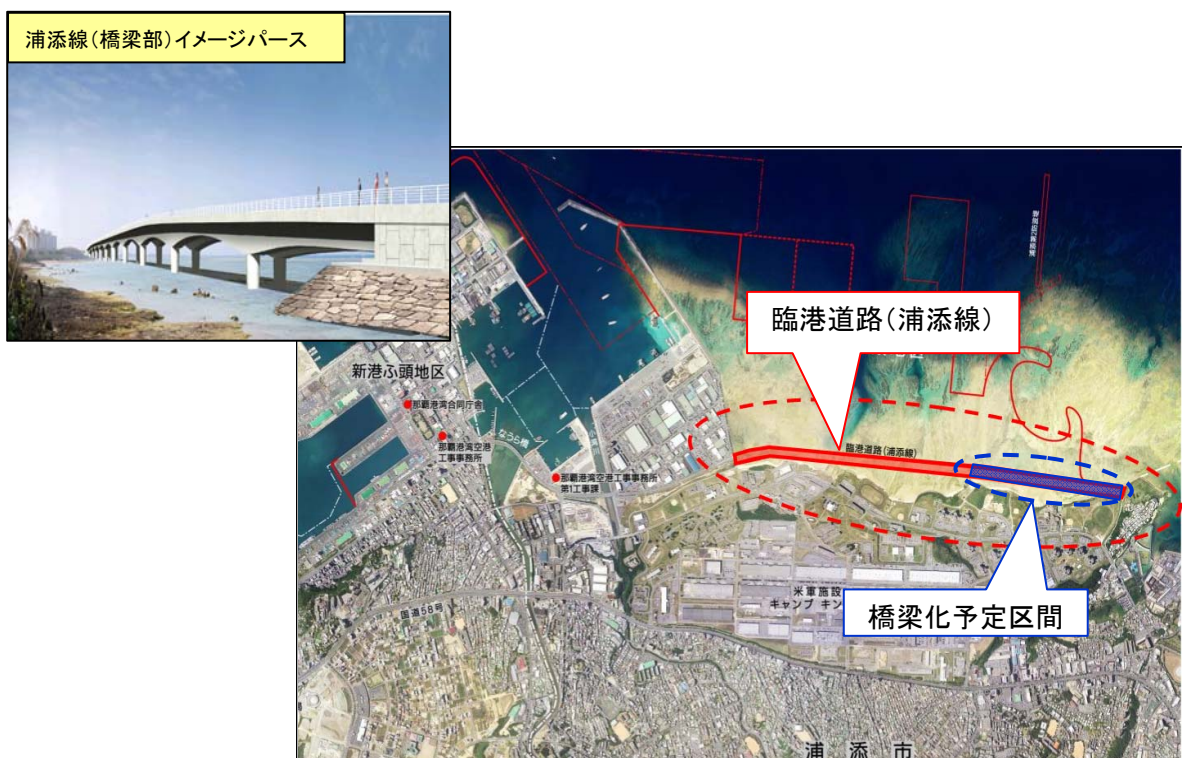 浦添線(橋梁部)イメージパース
臨港道路(浦添線)
新港ふ頭地区
那覇港湾合同庁舎
那覇港湾空港
工事事務所
臨港道路(浦添線)
那覇港湾空港工事事務所
第1工事課
米軍施設
キャンプ キン
橋梁化予定区間
国道58号
浦添市